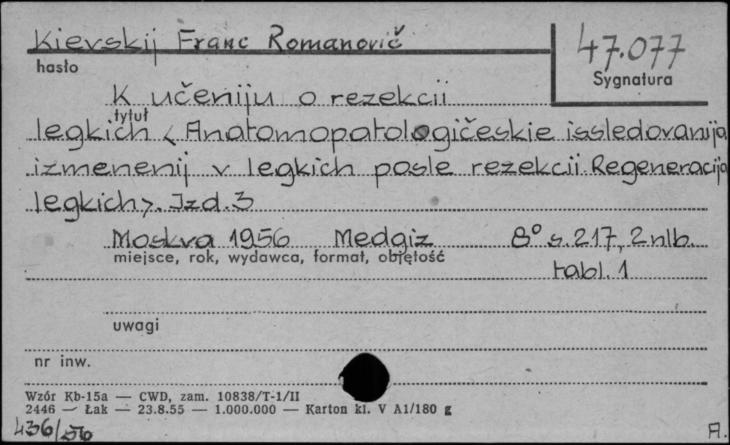 Kievskij Franc Romanovič
47.077
hasło
Sygnatura
K učeniju o rezekcii
tytuł
legkich <Anatomopatologičeskie issledovanija
izmenenij v legkich posle rezekcii. Regeneracija
legkich>. Izd. 3
Moskva 1956 Medgiz 8° s. 217, 2 nlb.
miejsce, rok, wydawca, format, objętość
tabl. 1
uwagi
nr inw.
Wzór Kb-15a — CWD, zam. 10838/T-1/II
2446 — Łak — 23.8.55 — 1.000.000 — Karton kl. V A1/180 g
436/56
A.